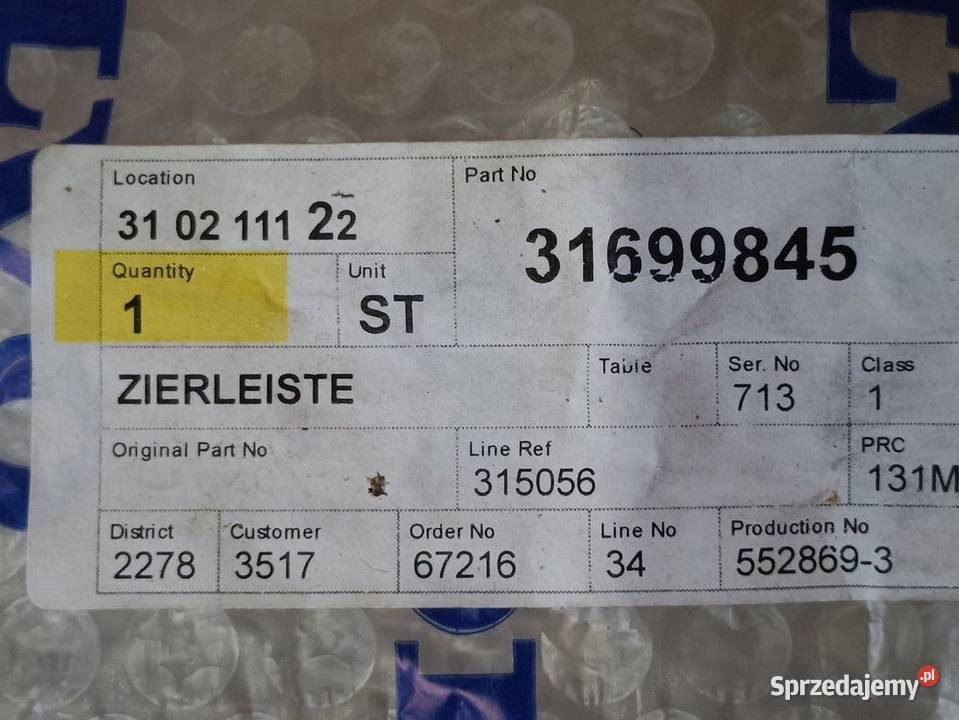 Location
31 02 111 22
Part No
31699845
Quantity
1
Unit
ST
ZIERLEISTE
Table
Ser. No
713
Class
1
Original Part No
Line Ref
315056
PRC
131M
District
2278
Customer
3517
Order No
67216
Line No
34
Production No
552869-3
Sprzedajemy.pl